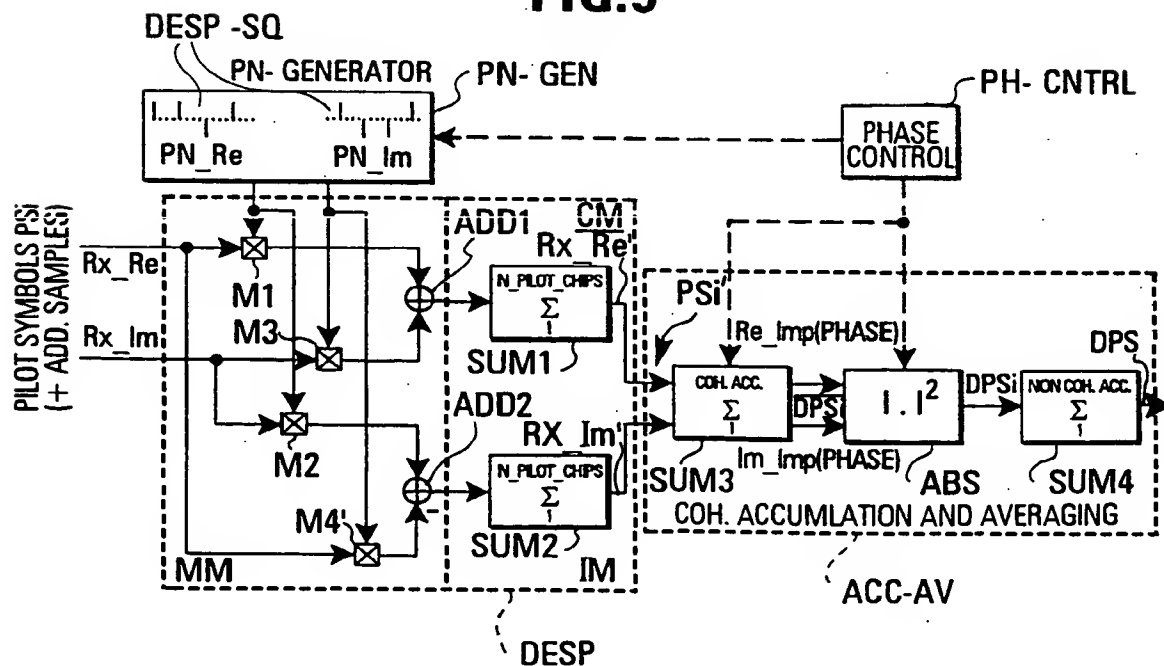 FIG.
DESP -SQ
PN- GENERATOR
PN- GEN
PH- CNTRL
PN_Re
PN_Im
PHASE
CONTROL
PILOT SYMBOLS PSi
(+ ADD. SAMPLES)
Rx_Re
Rx_Im
M1
M3
M2
M4'
MM
ADD1
ADD2
CM
Rx_Re'
N_PILOT_CHIPS
Σ
1
SUM1
RX_Im'
N_PILOT_CHIPS
Σ
1
SUM2
IM
DESP
PSi'
Re_Imp(PHASE)
COH. ACC.
Σ
1
SUM3
DPSi
Im_Imp(PHASE)
| . |²
ABS
DPSi
NON COH. ACC.
Σ
1
SUM4
DPS
COH. ACCUMLATION AND AVERAGING
ACC-AV